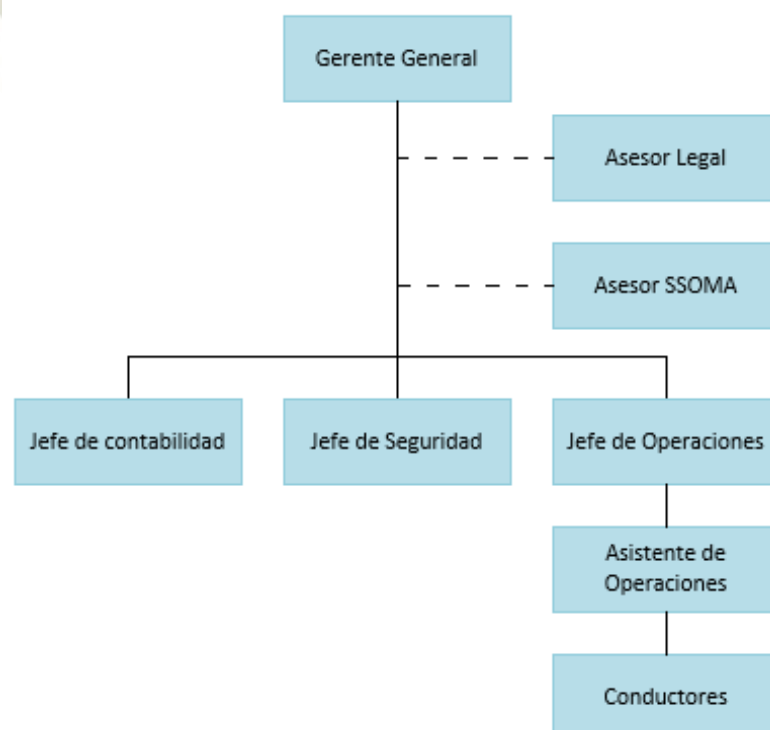 Gerente General
Asesor Legal
Asesor SSOMA
Jefe de contabilidad
Jefe de Seguridad
Jefe de Operaciones
Asistente de
Operaciones
Conductores